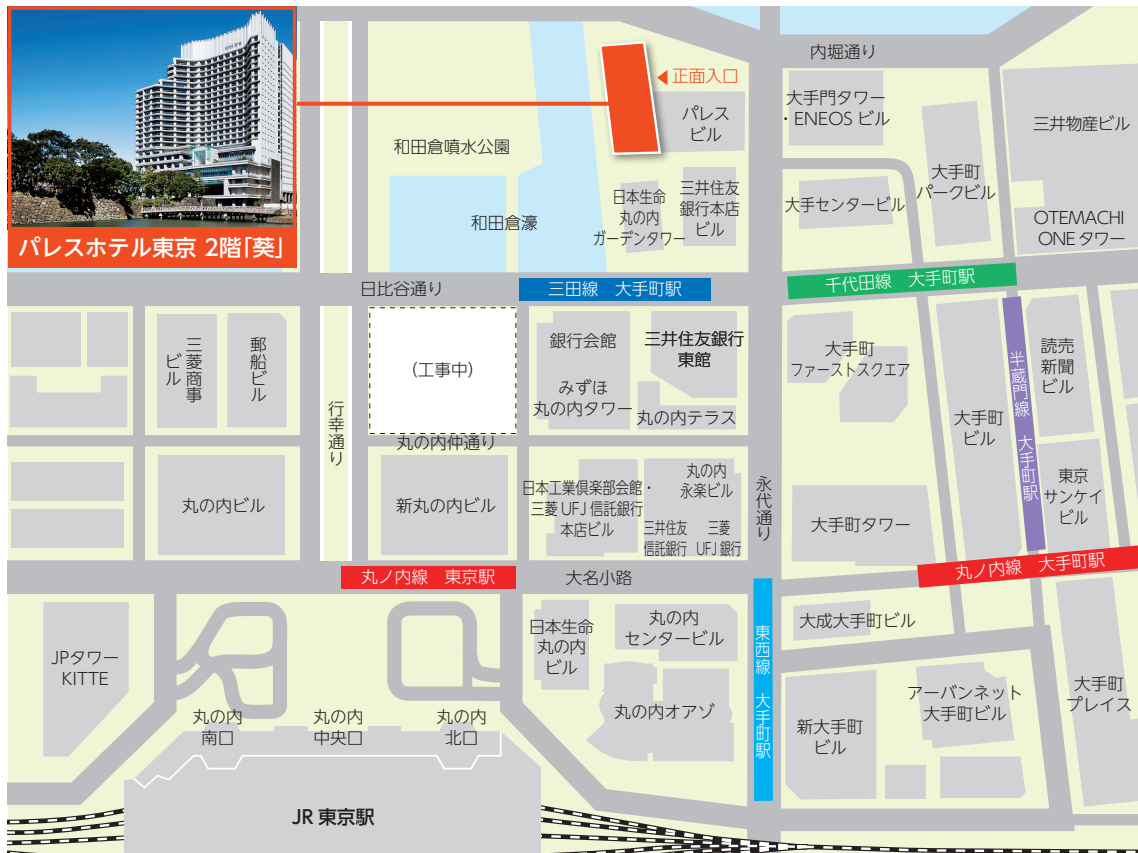 内堀通り
正面入口
パレス
ビル
大手門タワー
・ENEOS ビル
三井物産ビル
大手町
パークビル
和田倉噴水公園
和田倉濠
日本生命
丸の内
ガーデンタワー
三井住友
銀行本店
ビル
大手センタービル
OTEMACHI
ONE タワー
パレスホテル東京 2階「葵」
日比谷通り
三田線 大手町駅
千代田線 大手町駅
三菱商事
ビル
郵船ビル
行幸通り
(工事中)
銀行会館
みずほ
丸の内タワー
三井住友銀行
東館
丸の内テラス
大手町
ファーストスクエア
大手町
ビル
半蔵門線 大手町駅
読売
新聞
ビル
丸の内仲通り
丸の内ビル
新丸の内ビル
日本工業倶楽部会館・
三菱 UFJ 信託銀行
本店ビル
丸の内
永楽ビル
三井住友
信託銀行
三菱
UFJ 銀行
永代通り
大手町タワー
東京
サンケイ
ビル
丸ノ内線 東京駅
大名小路
丸ノ内線 大手町駅
JPタワー
KITTE
日本生命
丸の内
ビル
丸の内
センタービル
東西線 大手町駅
大成大手町ビル
丸の内オアゾ
新大手町
ビル
アーバンネット
大手町ビル
大手町
プレイス
丸の内
南口
丸の内
中央口
丸の内
北口
JR 東京駅